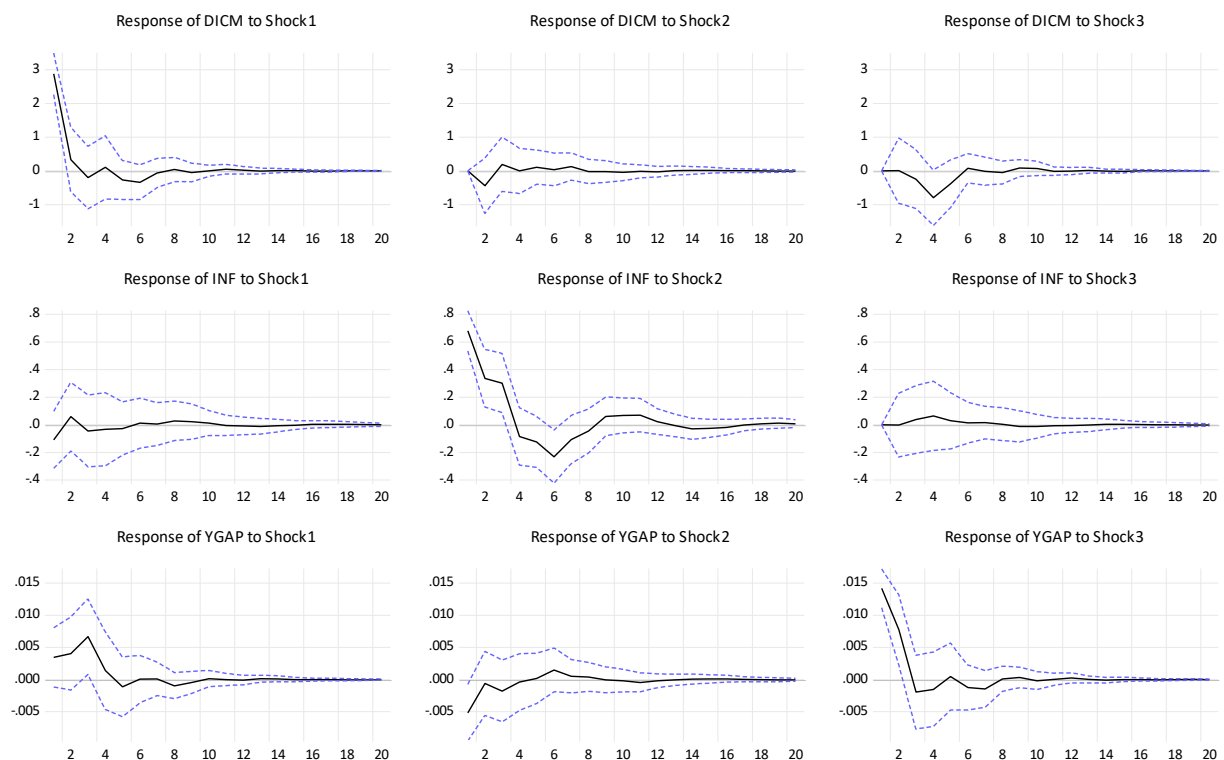 Response of DICM to Shock1
3
2
1
0
-1
2 4 6 8 10 12 14 16 18 20
Response of DICM to Shock2
3
2
1
0
-1
2 4 6 8 10 12 14 16 18 20
Response of DICM to Shock3
3
2
1
0
-1
2 4 6 8 10 12 14 16 18 20
Response of INF to Shock1
.8
.6
.4
.2
.0
-.2
-.4
2 4 6 8 10 12 14 16 18 20
Response of INF to Shock2
.8
.6
.4
.2
.0
-.2
-.4
2 4 6 8 10 12 14 16 18 20
Response of INF to Shock3
.8
.6
.4
.2
.0
-.2
-.4
2 4 6 8 10 12 14 16 18 20
Response of YGAP to Shock1
.015
.010
.005
.000
-.005
2 4 6 8 10 12 14 16 18 20
Response of YGAP to Shock2
.015
.010
.005
.000
-.005
2 4 6 8 10 12 14 16 18 20
Response of YGAP to Shock3
.015
.010
.005
.000
-.005
2 4 6 8 10 12 14 16 18 20